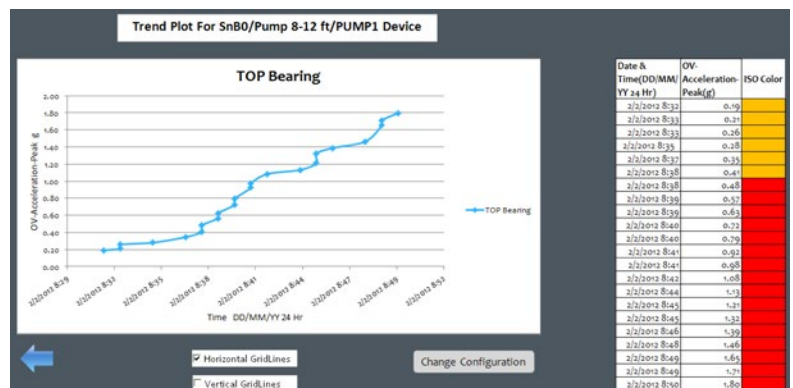 Trend Plot For SnB0/Pump 8-12 ft/PUMP1 Device
TOP Bearing
OV-Acceleration-Peak g
2.00
1.80
1.60
1.40
1.20
1.00
0.80
0.60
0.40
0.20
0.00
2/2/2012 8:29
2/2/2012 8:32
2/2/2012 8:35
2/2/2012 8:38
2/2/2012 8:41
2/2/2012 8:44
2/2/2012 8:47
2/2/2012 8:49
2/2/2012 8:52
Time DD/MM/YY 24 Hr
TOP Bearing
Horizontal GridLines
Vertical GridLines
Change Configuration
Date & Time(DD/MM/YY 24 Hr) OV-Acceleration-Peak(g) ISO Color
2/2/2012 8:32 0.19
2/2/2012 8:33 0.21
2/2/2012 8:33 0.26
2/2/2012 8:35 0.28
2/2/2012 8:37 0.35
2/2/2012 8:38 0.41
2/2/2012 8:38 0.48
2/2/2012 8:39 0.57
2/2/2012 8:39 0.63
2/2/2012 8:40 0.72
2/2/2012 8:40 0.79
2/2/2012 8:41 0.92
2/2/2012 8:41 0.98
2/2/2012 8:42 1.08
2/2/2012 8:44 1.13
2/2/2012 8:45 1.21
2/2/2012 8:45 1.32
2/2/2012 8:46 1.39
2/2/2012 8:48 1.46
2/2/2012 8:49 1.65
2/2/2012 8:49 1.71
2/2/2012 8:50 1.80